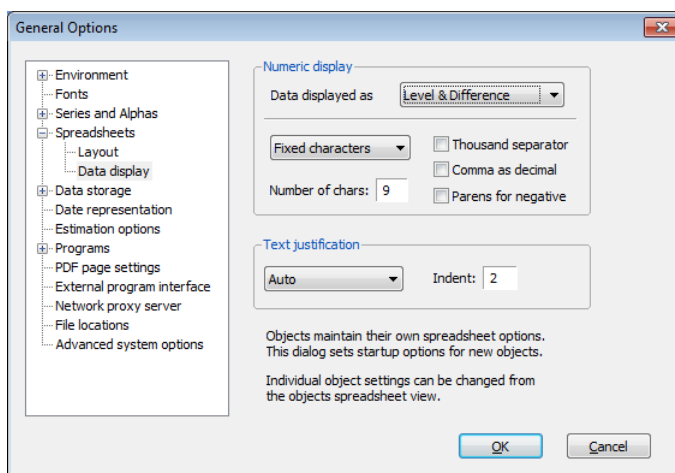 General Options
Environment
Fonts
Series and Alphas
Spreadsheets
Layout
Data display
Data storage
Date representation
Estimation options
Programs
PDF page settings
External program interface
Network proxy server
File locations
Advanced system options
Numeric display
Data displayed as Level & Difference
Fixed characters
Thousand separator
Comma as decimal
Number of chars: 9
Parens for negative
Text justification
Auto Indent: 2
Objects maintain their own spreadsheet options.
This dialog sets startup options for new objects.
Individual object settings can be changed from
the objects spreadsheet view.
OK Cancel